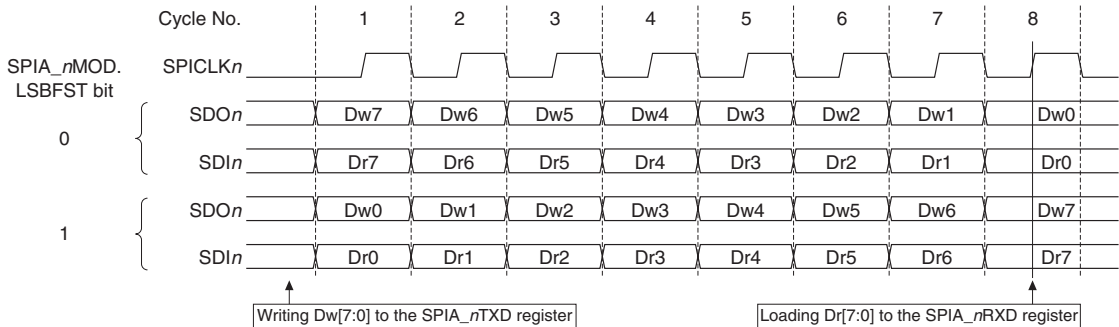 Cycle No. 1 2 3 4 5 6 7 8
SPIA_nMOD.
LSBFST bit
SPICLKn
0
SDOn Dw7 Dw6 Dw5 Dw4 Dw3 Dw2 Dw1 Dw0
SDIn Dr7 Dr6 Dr5 Dr4 Dr3 Dr2 Dr1 Dr0
1
SDOn Dw0 Dw1 Dw2 Dw3 Dw4 Dw5 Dw6 Dw7
SDIn Dr0 Dr1 Dr2 Dr3 Dr4 Dr5 Dr6 Dr7
Writing Dw[7:0] to the SPIA_nTXD register
Loading Dr[7:0] to the SPIA_nRXD register